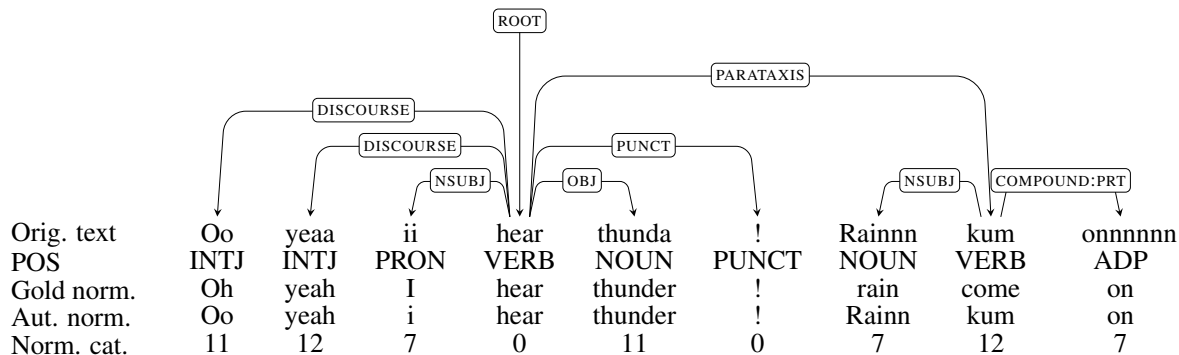 ROOT
PARATAXIS
DISCOURSE
DISCOURSE PUNCT
NSUBJ OBJ NSUBJ COMPOUND:PRT
Orig. text Oo yeaa ii hear thunda ! Rainnn kum onnnnnn
POS INTJ INTJ PRON VERB NOUN PUNCT NOUN VERB ADP
Gold norm. Oh yeah I hear thunder ! rain come on
Aut. norm. Oo yeah i hear thunder ! Rainn kum on
Norm. cat. 11 12 7 0 11 0 7 12 7